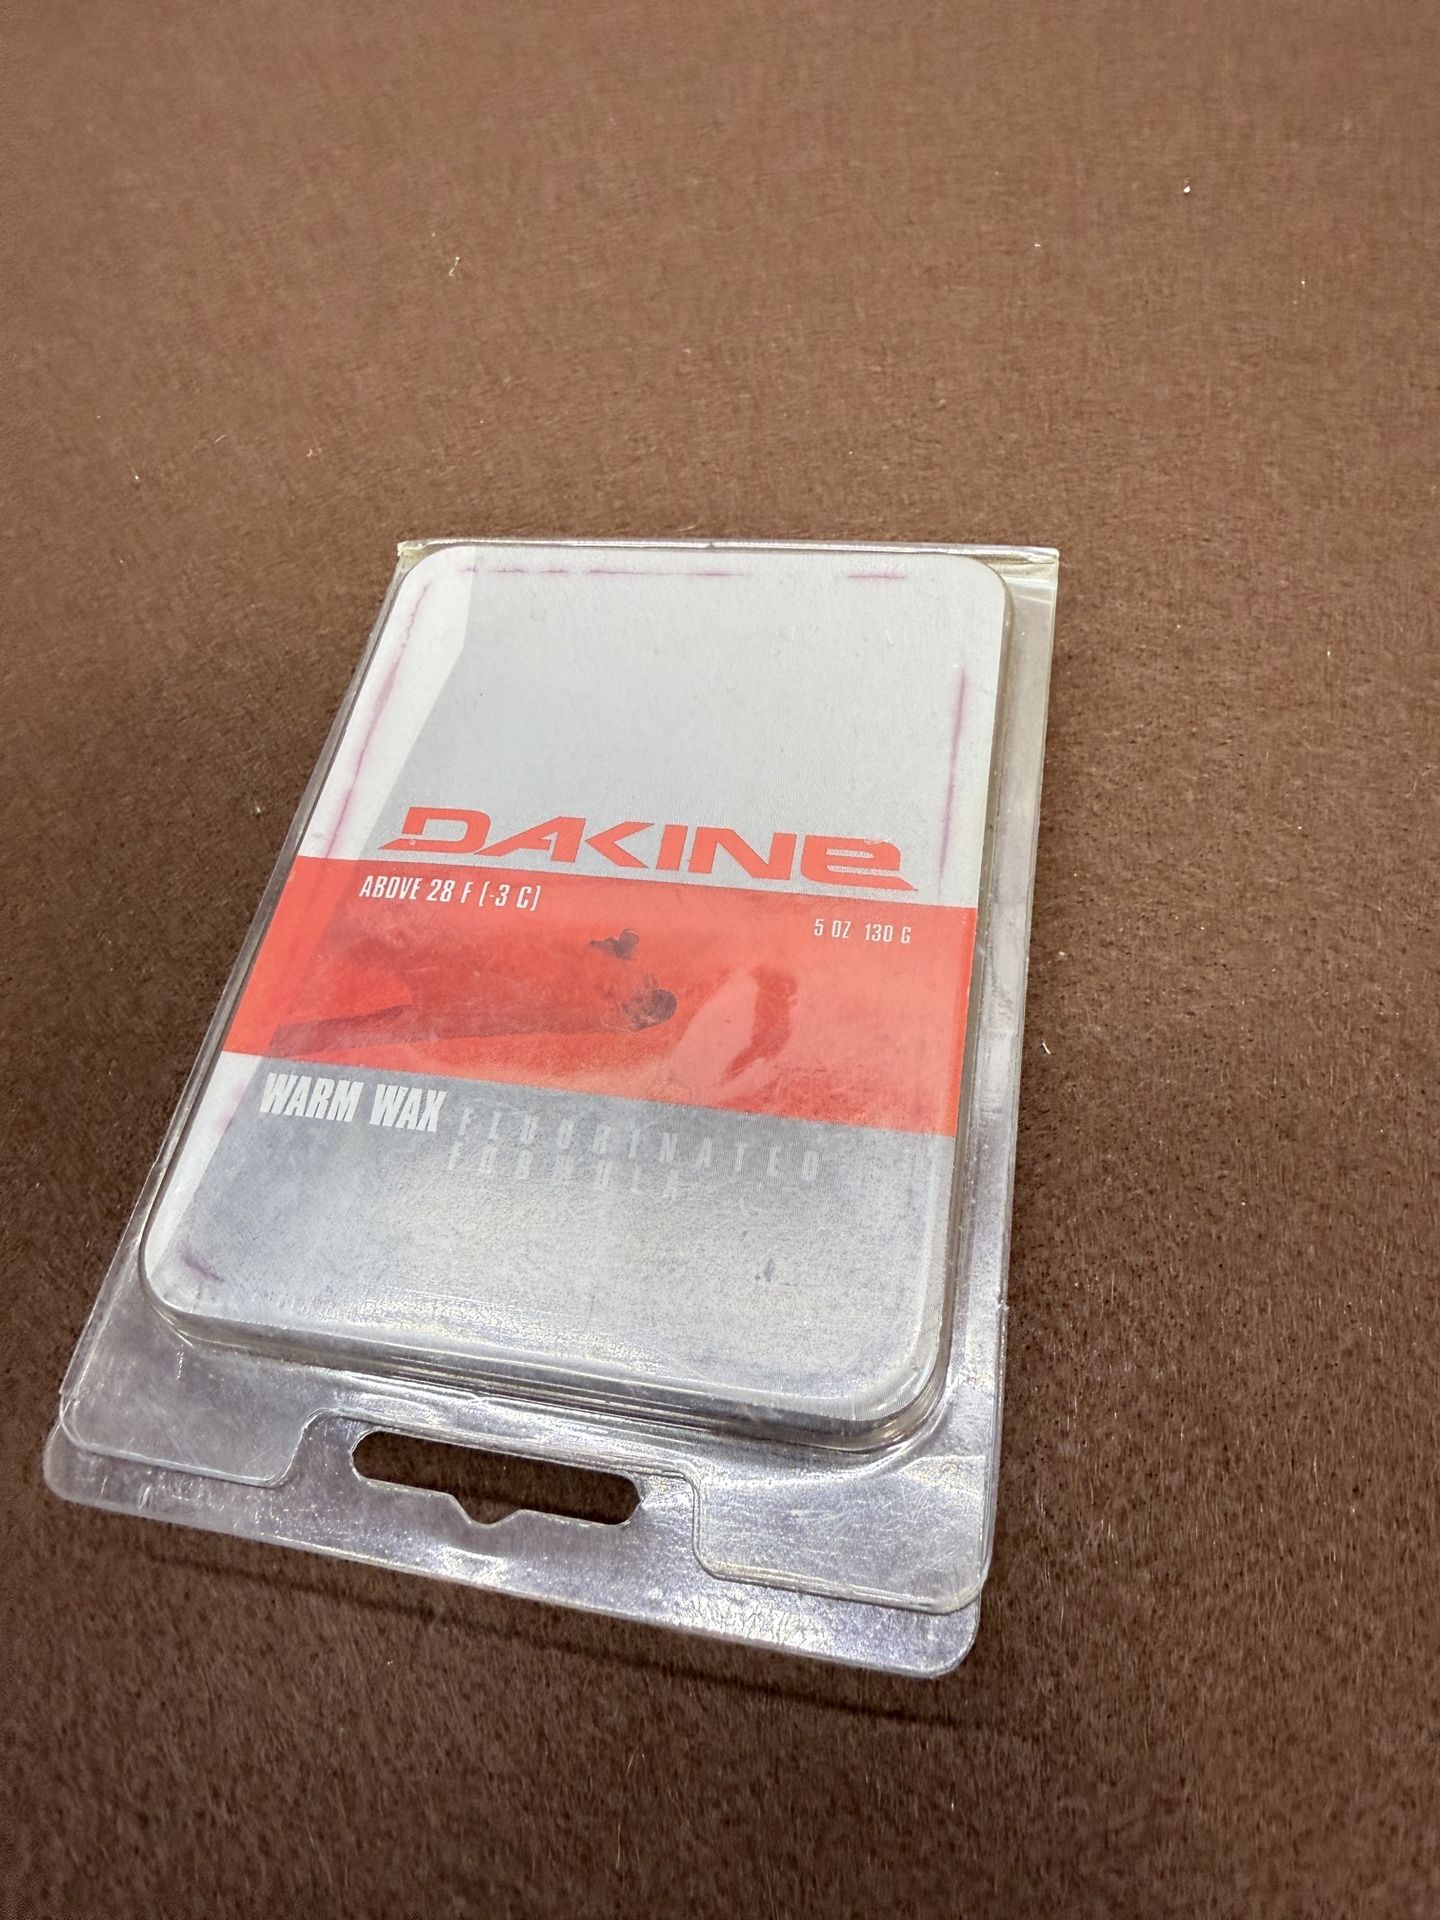 DAKINE
ABOVE 28 F (-3 C)
5 OZ 130 G
WARM WAX FLUORINATED
FORMULA